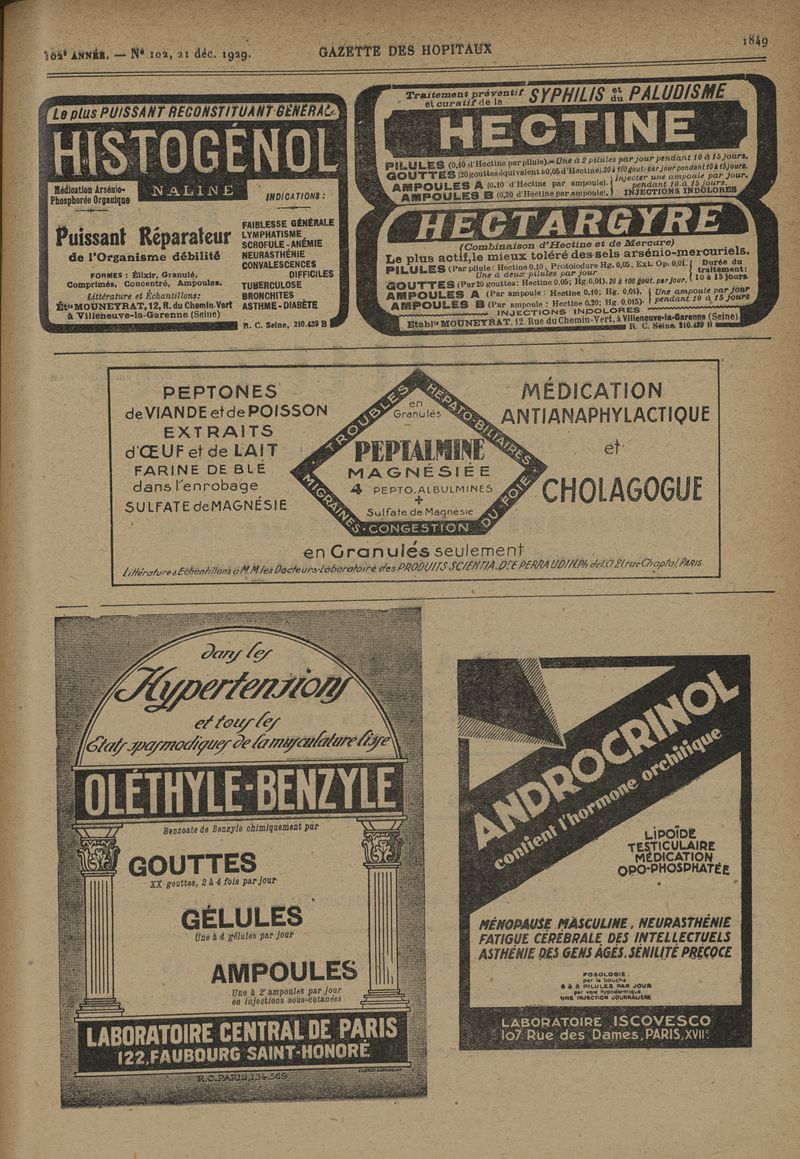 102e ANNÉE. — N° 102, 21 déc. 1929.
GAZETTE DES HOPITAUX
1849
Le plus PUISSANT RECONSTITUANT GÉNÉRAL
HISTOGÉNOL
Médication Arsénio-
Phosphorée Organique
NALINE
Puissant Réparateur
de l'Organisme débilité
FORMES : Élixir, Granulé,
Comprimés, Concentré, Ampoules.
Littérature et Échantillons:
Éts MOUNEYRAT, 12, R. du Chemin-Vert
à Villeneuve-la-Garenne (Seine)
INDICATIONS :
FAIBLESSE GÉNÉRALE
LYMPHATISME
SCROFULE - ANÉMIE
NEURASTHÉNIE
CONVALESCENCES
DIFFICILES
TUBERCULOSE
BRONCHITES
ASTHME - DIABÈTE
R. C. Seine, 210.439 B
Traitement préventif
et curatif de la
SYPHILIS et du PALUDISME
HECTINE
PILULES (0,10 d'Hectine par pilule).— Une à 2 pilules par jour pendant 10 à 15 jours.
GOUTTES (20 gouttes équivalent à 0,05 d'Hectine). 20 à 100 gout. par jour pendant 10 à 15 jours.
AMPOULES A (0,10 d'Hectine par ampoule).
AMPOULES B (0,20 d'Hectine par ampoule).
Injecter une ampoule par jour.
pendant 10 à 15 jours.
INJECTIONS INDOLORES
HECTARGYRE
(Combinaison d'Hectine et de Mercure)
Le plus actif, le mieux toléré des sels arsénio-mercuriels.
PILULES (Par pilule: Hectine 0,10, Protoiodure Hg. 0,05, Ext. Op. 0,01.
Une à deux pilules par jour
GOUTTES (Par 20 gouttes: Hectine 0,05; Hg. 0,01). 20 à 100 gout. par jour.
Durée du
traitement:
10 à 15 jours.
AMPOULES A (Par ampoule : Hectine 0,10; Hg. 0,01).
AMPOULES B (Par ampoule : Hectine 0,20; Hg. 0,015).
Une ampoule par jour
pendant 10 à 15 jours
INJECTIONS INDOLORES
Etablts MOUNEYRAT, 12, Rue du Chemin-Vert, à Villeneuve-la-Garenne (Seine)
R. C. Seine, 210.439 B
PEPTONES
de VIANDE et de POISSON
EXTRAITS
d'ŒUF et de LAIT
FARINE DE BLÉ
dans l'enrobage
SULFATE de MAGNÉSIE
TROUBLES HÉPATO-BILIAIRES
en
Granulés
PEPTALMINE
MAGNÉSIÉE
4 PEPTO.ALBULMINES
+
Sulfate de Magnésie
MIGRAINES - CONGESTION DU FOIE
MÉDICATION
ANTIANAPHYLACTIQUE
et
CHOLAGOGUE
en Granulés seulement
Littérature & Echantillons à M.M. les Docteurs-Laboratoire des PRODUITS SCIENTIA. Dr E PERRAUDIN, Ph. de 1re Cl. 21 rue Chaptal PARIS
dans les
Hypertensions
et tous les
États spasmodiques de la musculature lisse
OLÉTHYLE-BENZYLE
Benzoate de Benzyle chimiquement pur
GOUTTES
XX gouttes, 2 à 4 fois par jour
GÉLULES
Une à 4 gélules par jour
AMPOULES
Une à 2 ampoules par jour
en injections sous-cutanées
LABORATOIRE CENTRAL DE PARIS
122, FAUBOURG SAINT-HONORÉ
R.C. PARIS, 134.369
ANDROCRINOL
contient l'hormone orchitique
LIPOÏDE
TESTICULAIRE
MÉDICATION
OPO-PHOSPHATÉE
MÉNOPAUSE MASCULINE, NEURASTHÉNIE
FATIGUE CÉRÉBRALE DES INTELLECTUELS
ASTHÉNIE DES GENS ÂGÉS. SÉNILITÉ PRÉCOCE
POSOLOGIE :
par la bouche
6 à 8 PILULES PAR JOUR
par voie hypodermique
UNE INJECTION JOURNALIÈRE
LABORATOIRE ISCOVESCO
107 Rue des Dames, PARIS, XVIIe